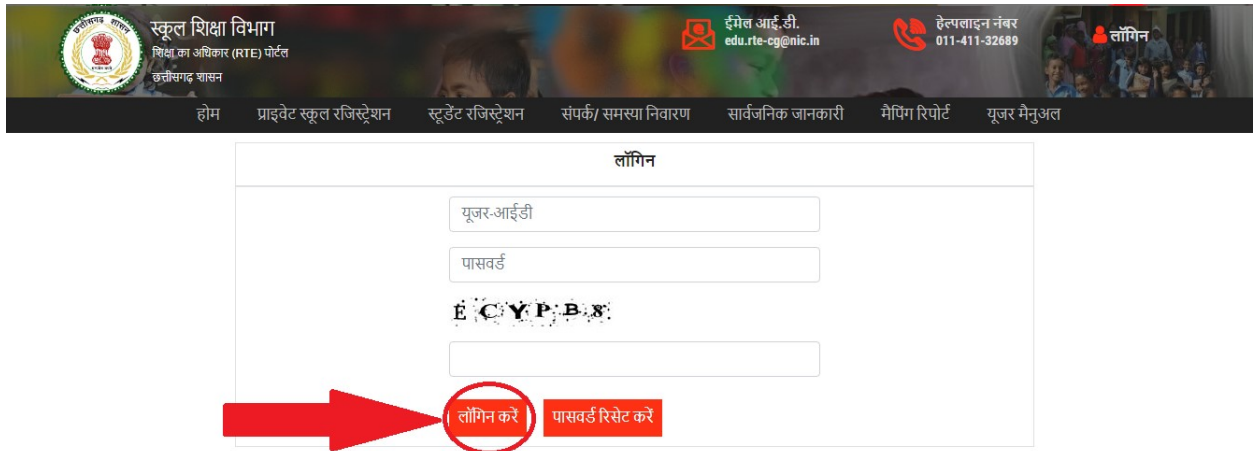 स्कूल शिक्षा विभाग
शिक्षा का अधिकार (RTE) पोर्टल
छत्तीसगढ़ शासन
ईमेल आई.डी.
edu.rte-cg@nic.in
हेल्पलाइन नंबर
011-411-32689
लॉगिन
होम प्राइवेट स्कूल रजिस्ट्रेशन स्टूडेंट रजिस्ट्रेशन संपर्क/ समस्या निवारण सार्वजनिक जानकारी मैपिंग रिपोर्ट यूजर मैनुअल
लॉगिन
यूजर-आईडी
पासवर्ड
E C Y P B 8
लॉगिन करें पासवर्ड रिसेट करें